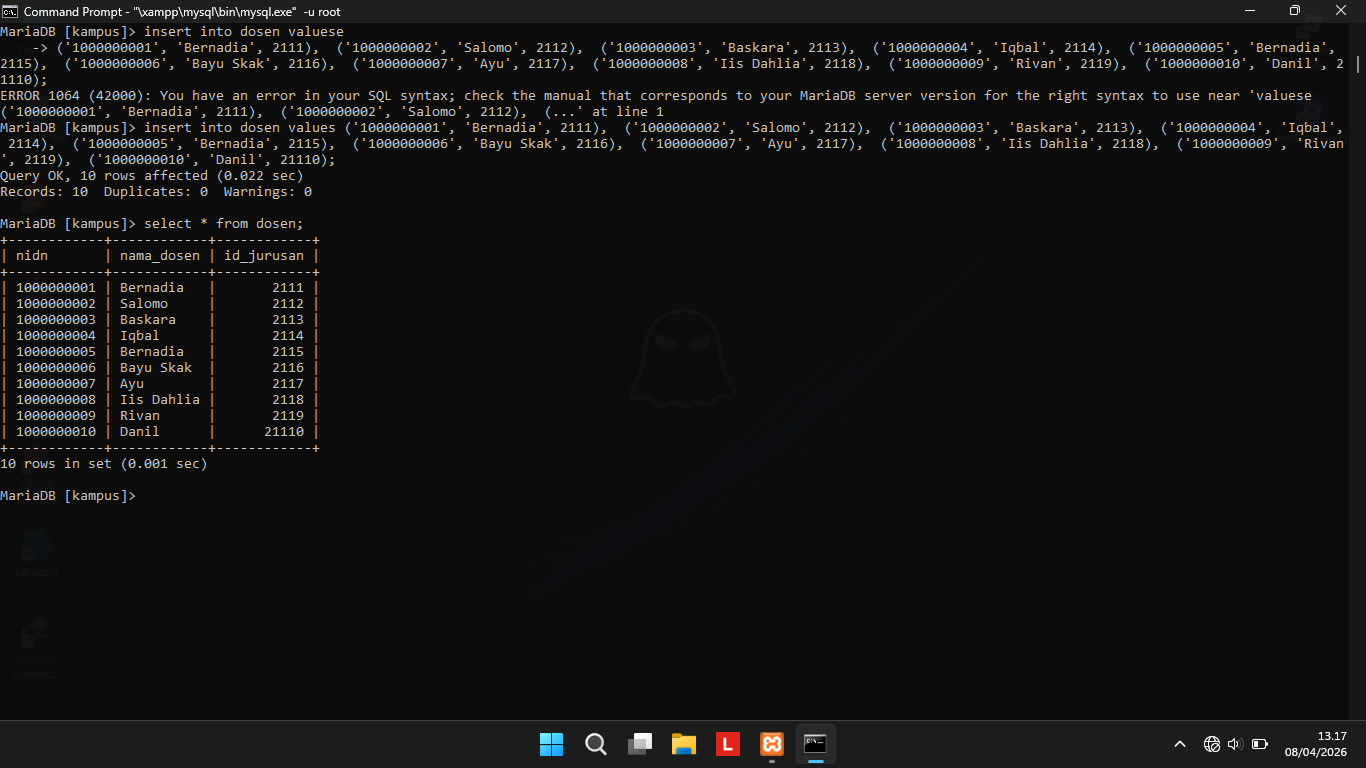 Command Prompt - "\xampp\mysql\bin\mysql.exe" -u root
MariaDB [kampus]> insert into dosen valuese
    -> ('1000000001', 'Bernadia', 2111),  ('1000000002', 'Salomo', 2112),  ('1000000003', 'Baskara', 2113),  ('1000000004', 'Iqbal', 2114),  ('1000000005', 'Bernadia',
2115),  ('1000000006', 'Bayu Skak', 2116),  ('1000000007', 'Ayu', 2117),  ('1000000008', 'Iis Dahlia', 2118),  ('1000000009', 'Rivan', 2119),  ('1000000010', 'Danil', 2
1110);
ERROR 1064 (42000): You have an error in your SQL syntax; check the manual that corresponds to your MariaDB server version for the right syntax to use near 'valuese
('1000000001', 'Bernadia', 2111),  ('1000000002', 'Salomo', 2112),  (...' at line 1
MariaDB [kampus]> insert into dosen values ('1000000001', 'Bernadia', 2111),  ('1000000002', 'Salomo', 2112),  ('1000000003', 'Baskara', 2113),  ('1000000004', 'Iqbal',
 2114),  ('1000000005', 'Bernadia', 2115),  ('1000000006', 'Bayu Skak', 2116),  ('1000000007', 'Ayu', 2117),  ('1000000008', 'Iis Dahlia', 2118),  ('1000000009', 'Rivan
', 2119),  ('1000000010', 'Danil', 21110);
Query OK, 10 rows affected (0.022 sec)
Records: 10  Duplicates: 0  Warnings: 0
MariaDB [kampus]> select * from dosen;
+------------+------------+------------+
| nidn       | nama_dosen | id_jurusan |
+------------+------------+------------+
| 1000000001 | Bernadia   |       2111 |
| 1000000002 | Salomo     |       2112 |
| 1000000003 | Baskara    |       2113 |
| 1000000004 | Iqbal      |       2114 |
| 1000000005 | Bernadia   |       2115 |
| 1000000006 | Bayu Skak  |       2116 |
| 1000000007 | Ayu        |       2117 |
| 1000000008 | Iis Dahlia |       2118 |
| 1000000009 | Rivan      |       2119 |
| 1000000010 | Danil      |      21110 |
+------------+------------+------------+
10 rows in set (0.001 sec)
MariaDB [kampus]>
Laragon
Internet
Downlo...
L
13.17
08/04/2026